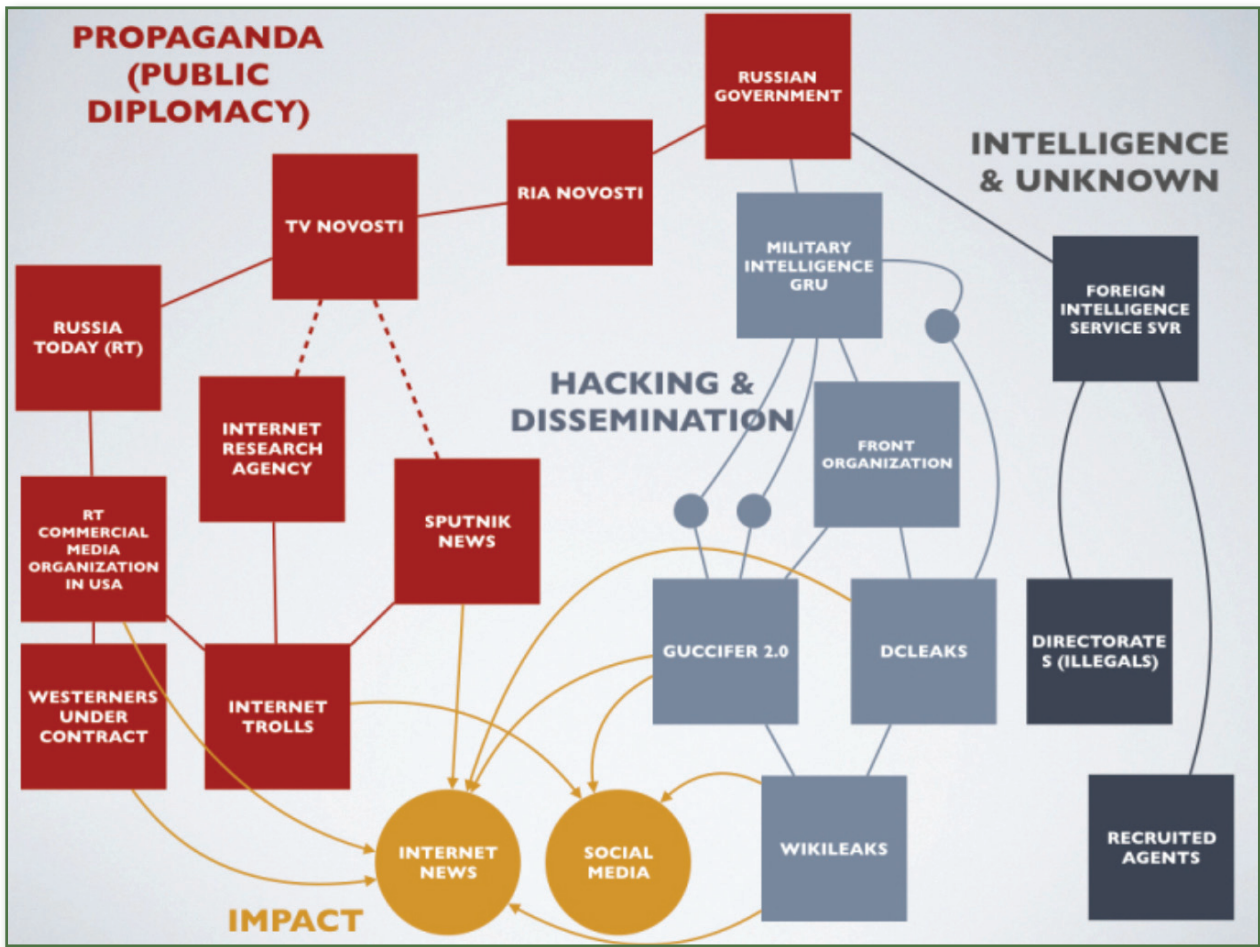 PROPAGANDA
(PUBLIC
DIPLOMACY)
RUSSIAN
GOVERNMENT
INTELLIGENCE
& UNKNOWN
RIA NOVOSTI
TV NOVOSTI
MILITARY
INTELLIGENCE
GRU
FOREIGN
INTELLIGENCE
SERVICE SVR
RUSSIA
TODAY (RT)
HACKING &
DISSEMINATION
INTERNET
RESEARCH
AGENCY
FRONT
ORGANIZATION
SPUTNIK
NEWS
RT
COMMERCIAL
MEDIA
ORGANIZATION
IN USA
GUCCIFER 2.0
DCLEAKS
DIRECTORATE
S (ILLEGALS)
WESTERNERS
UNDER
CONTRACT
INTERNET
TROLLS
INTERNET
NEWS
SOCIAL
MEDIA
WIKILEAKS
RECRUITED
AGENTS
IMPACT